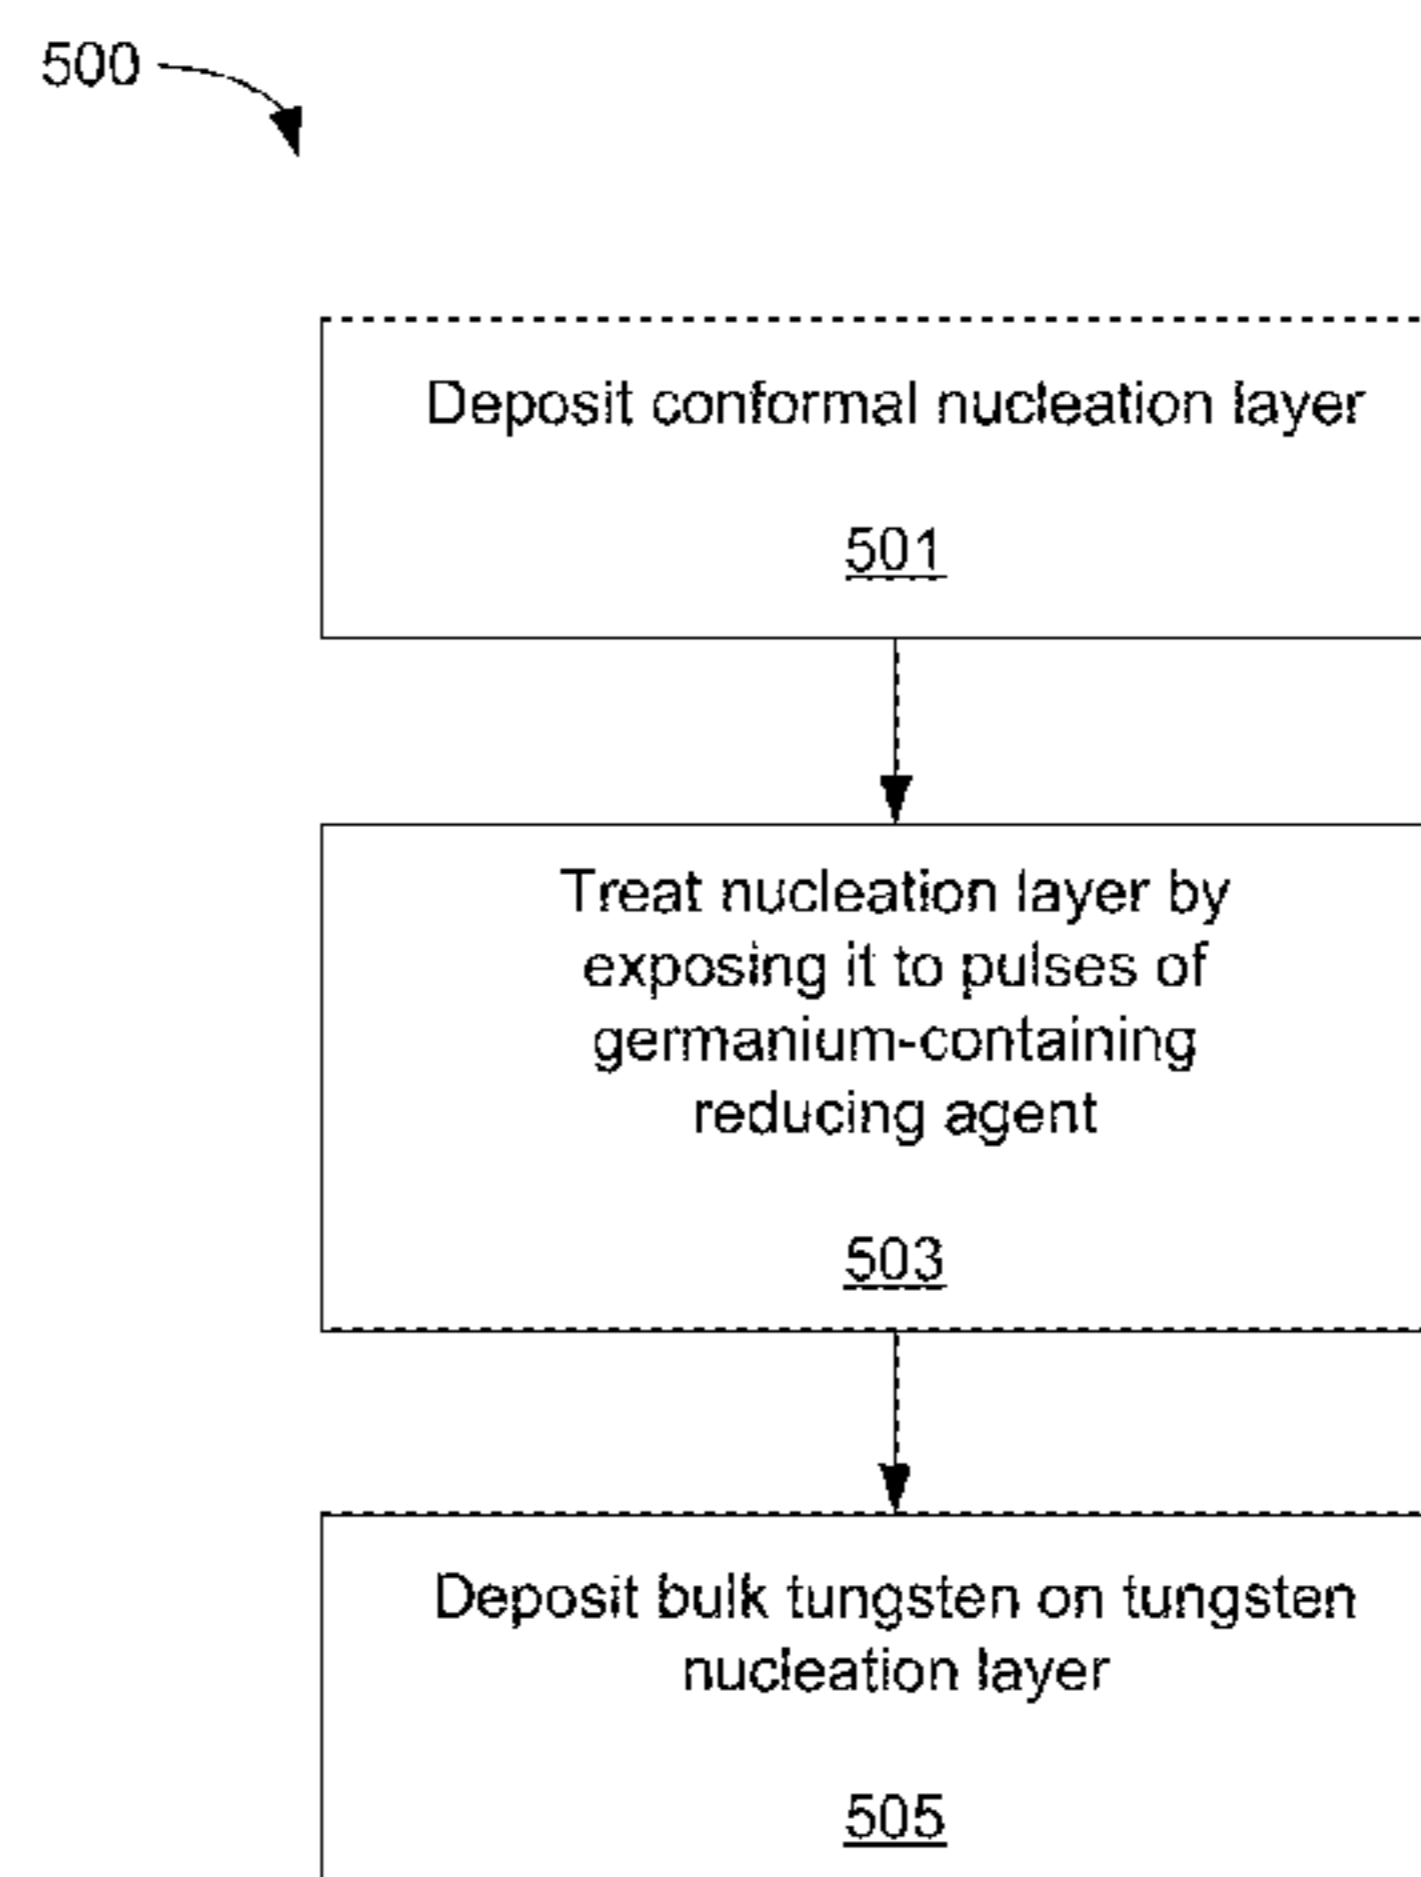 500
Deposit conformal nucleation layer
501
Treat nucleation layer by
exposing it to pulses of
germanium-containing
reducing agent
503
Deposit bulk tungsten on tungsten
nucleation layer
505